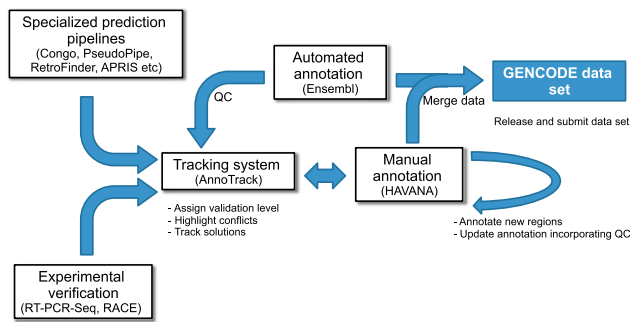 Specialized prediction
pipelines
(Congo, PseudoPipe,
RetroFinder, APRIS etc)
Automated
annotation
(Ensembl)
QC
Merge data
GENCODE data
set
Release and submit data set
Tracking system
(AnnoTrack)
Manual
annotation
(HAVANA)
- Assign validation level
- Highlight conflicts
- Track solutions
- Annotate new regions
- Update annotation incorporating QC
Experimental
verification
(RT-PCR-Seq, RACE)